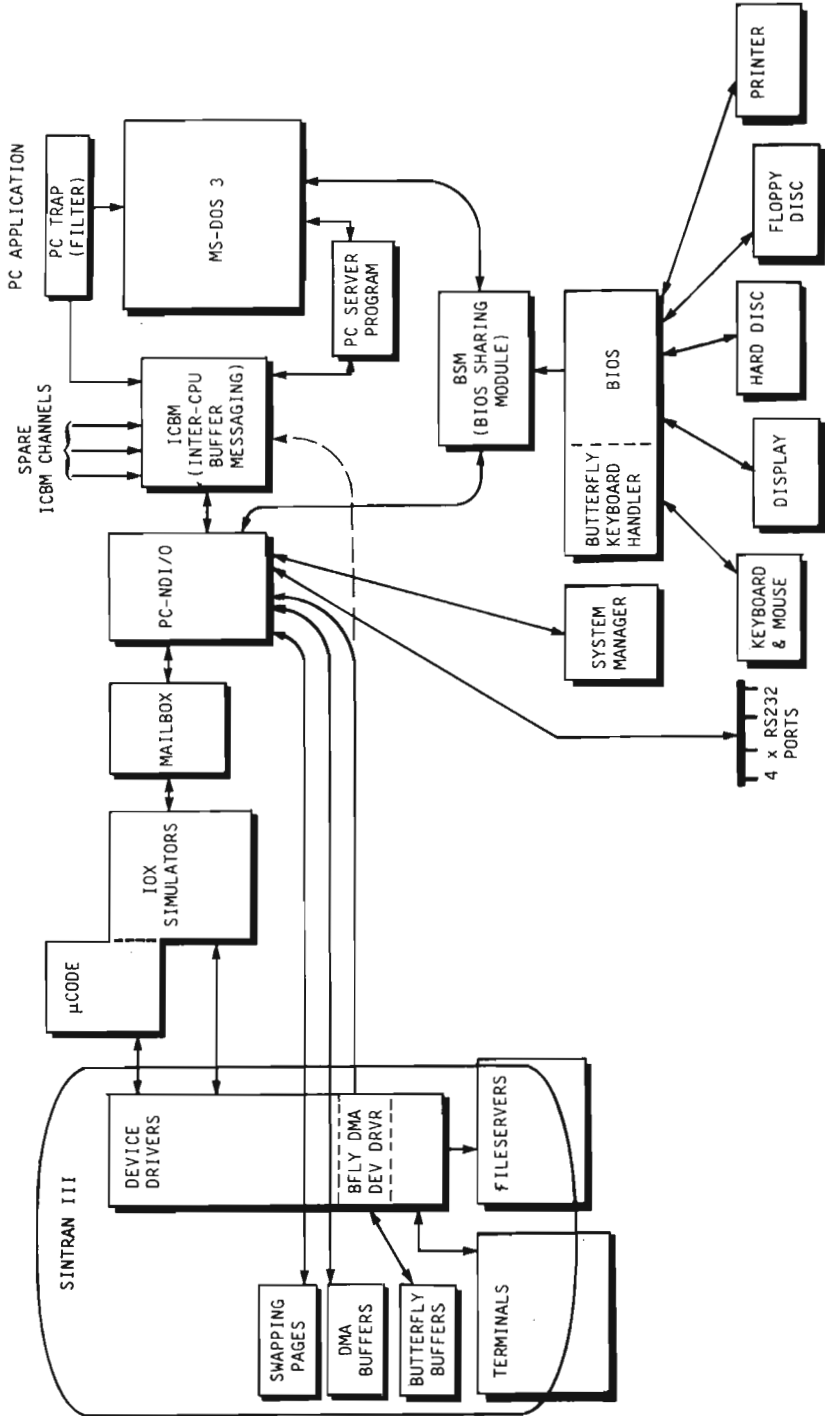 SINTRAN III
DEVICE
DRIVERS
BFLY DMA
DEV DRVR
SWAPPING
PAGES
DMA
BUFFERS
BUTTERFLY
BUFFERS
TERMINALS
FILESERVERS
µCODE
IOX
SIMULATORS
MAILBOX
PC-NDI/O
SPARE
ICBM CHANNELS
ICBM
(INTER-CPU
BUFFER
MESSAGING)
PC APPLICATION
PC TRAP
(FILTER)
MS-DOS 3
PC SERVER
PROGRAM
BSM
(BIOS SHARING
MODULE)
BUTTERFLY
KEYBOARD
HANDLER
BIOS
SYSTEM
MANAGER
4 x RS232
PORTS
KEYBOARD
& MOUSE
DISPLAY
HARD DISC
FLOPPY
DISC
PRINTER